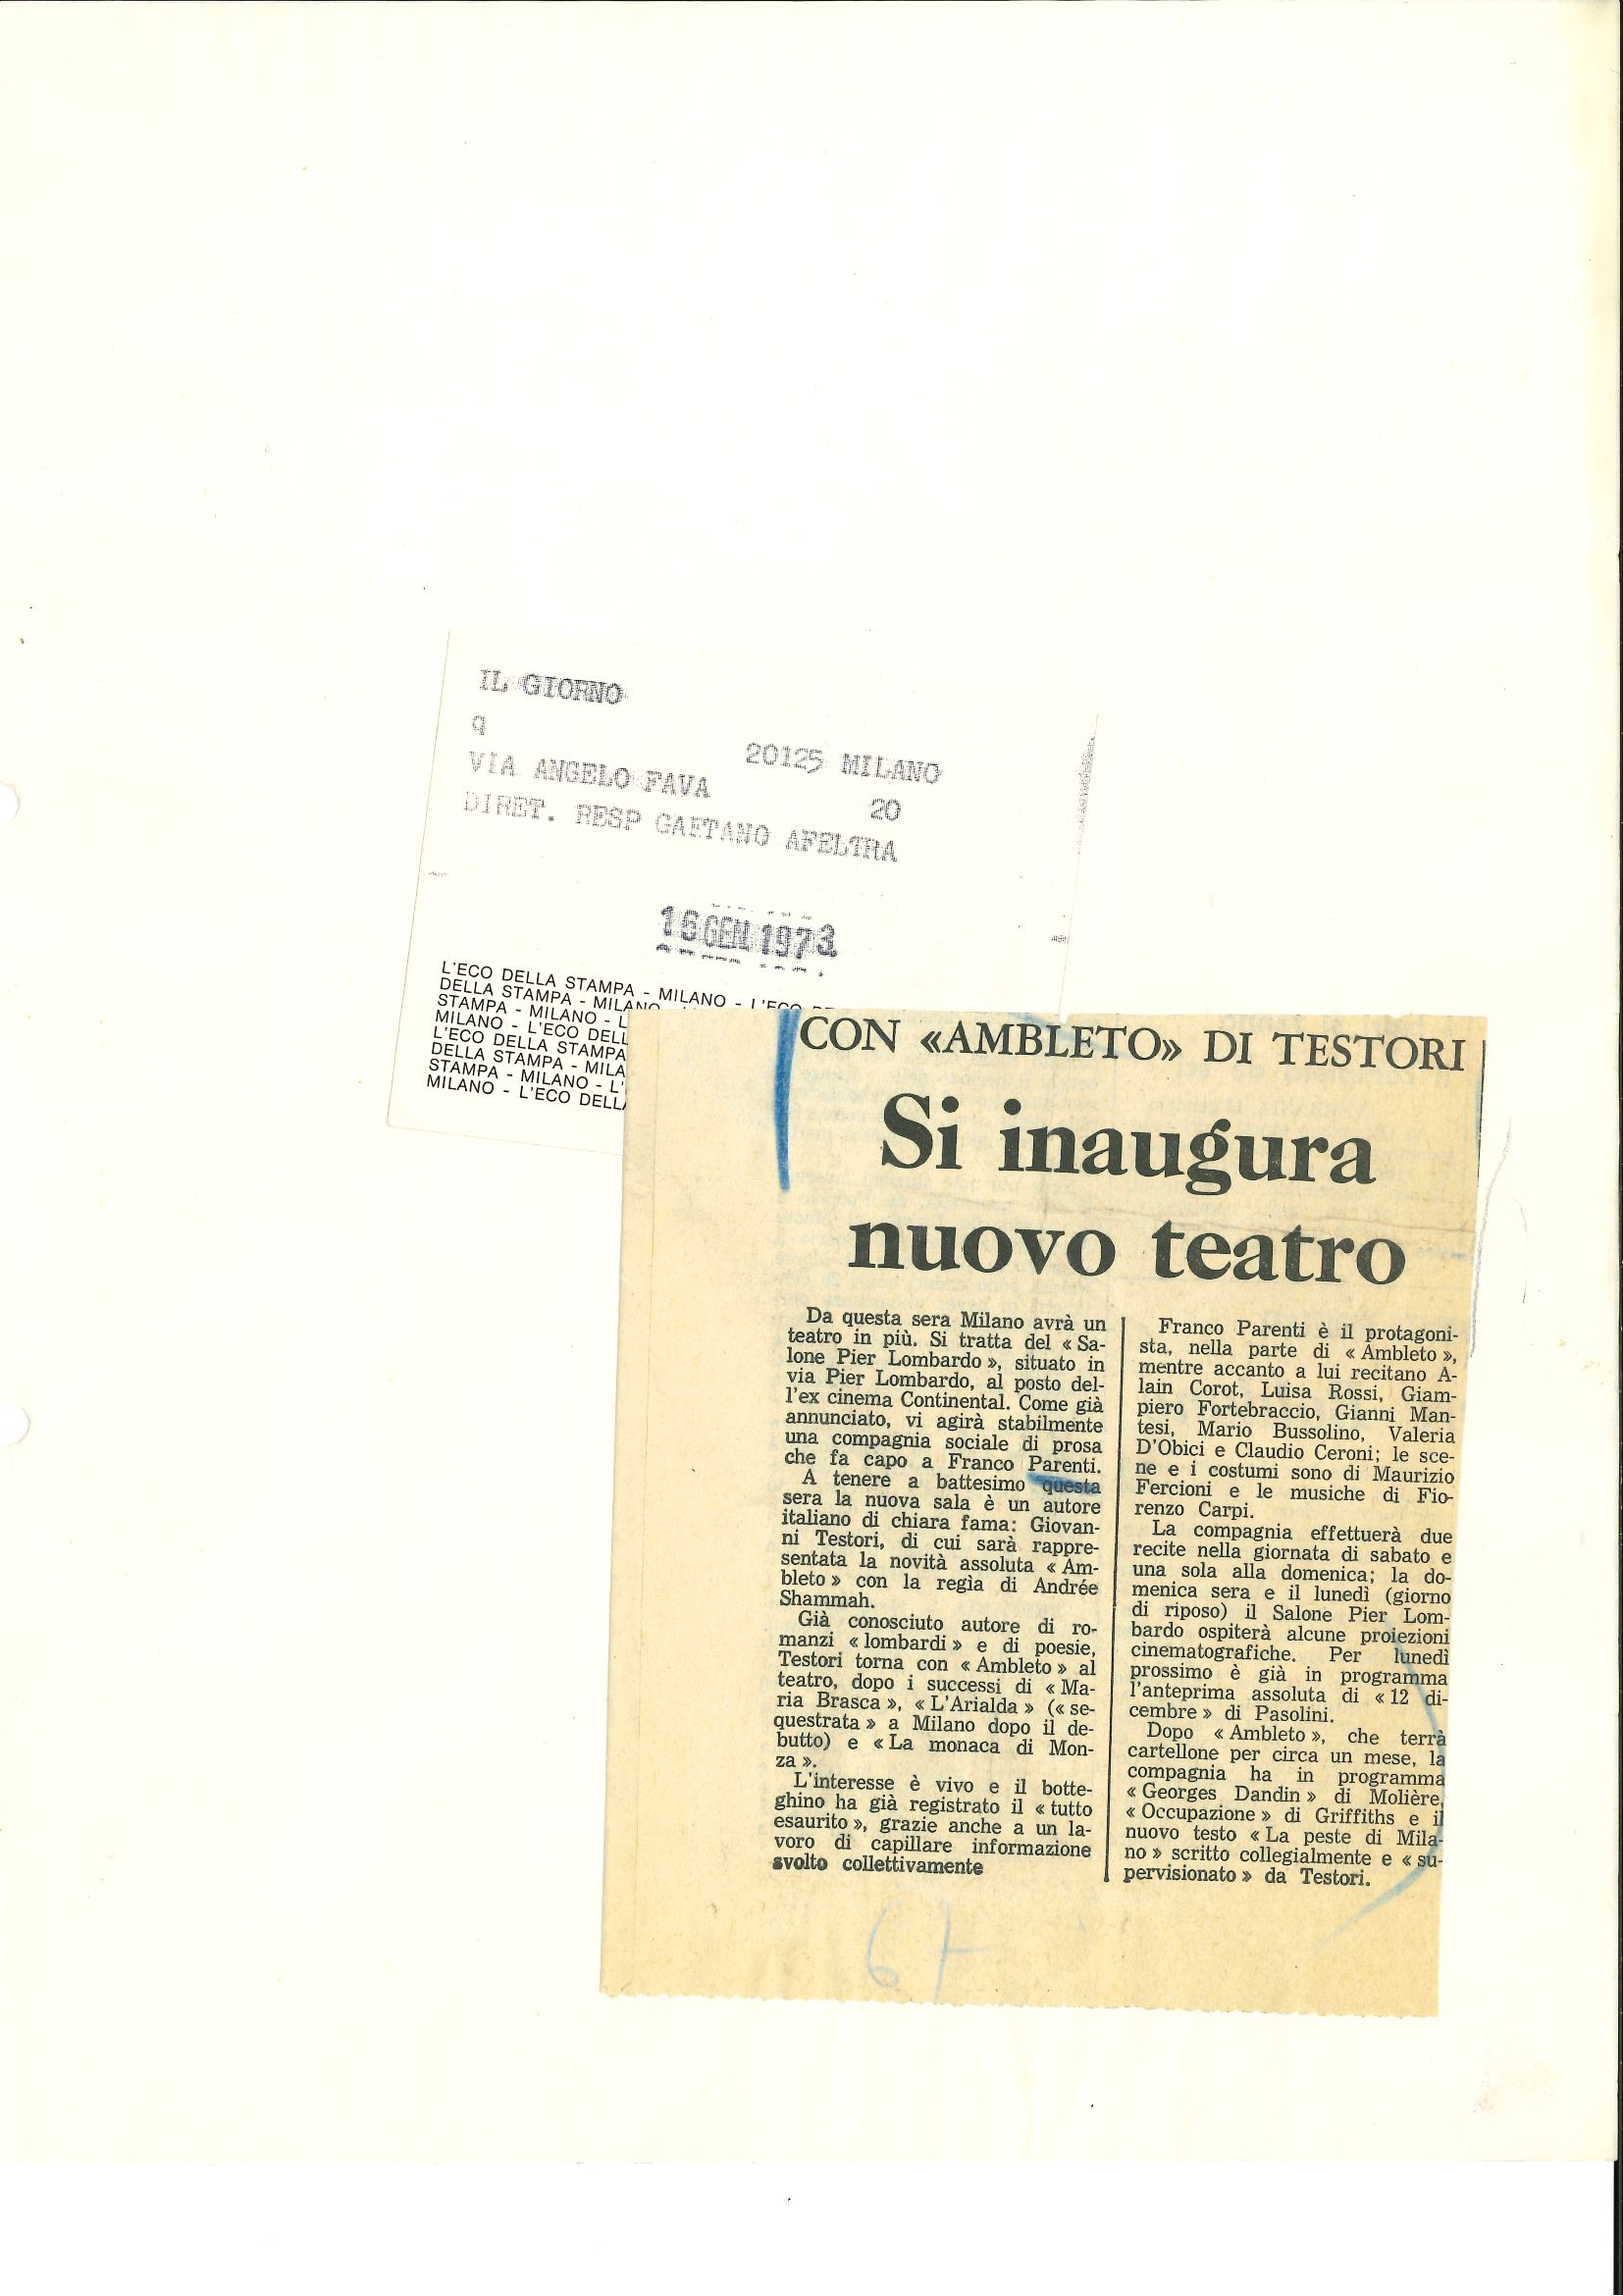 IL GIORNO
q
20125 MILANO
VIA ANGELO FAVA
20
DIRET. RESP GAETANO AFELTRA
16 GEN 1973
L'ECO DELLA STAMPA - MILANO - L'ECO DE
DELLA STAMPA - MILANO
STAMPA - MILANO - L
MILANO - L'ECO DELL
L'ECO DELLA STAMPA
DELLA STAMPA - MILA
STAMPA - MILANO - L'
MILANO - L'ECO DELLA
CON «AMBLETO» DI TESTORI
Si inaugura
nuovo teatro
Da questa sera Milano avrà un
teatro in più. Si tratta del « Sa-
lone Pier Lombardo », situato in
via Pier Lombardo, al posto del-
l'ex cinema Continental. Come già
annunciato, vi agirà stabilmente
una compagnia sociale di prosa
che fa capo a Franco Parenti.
A tenere a battesimo questa
sera la nuova sala è un autore
italiano di chiara fama: Giovan-
ni Testori, di cui sarà rappre-
sentata la novità assoluta « Am-
bleto » con la regìa di Andrée
Shammah.
Già conosciuto autore di ro-
manzi « lombardi » e di poesie,
Testori torna con « Ambleto » al
teatro, dopo i successi di « Ma-
ria Brasca », « L'Arialda » (« se-
questrata » a Milano dopo il de-
butto) e « La monaca di Mon-
za ».
L'interesse è vivo e il botte-
ghino ha già registrato il « tutto
esaurito », grazie anche a un la-
voro di capillare informazione
svolto collettivamente
Franco Parenti è il protagoni-
sta, nella parte di « Ambleto »,
mentre accanto a lui recitano A-
lain Corot, Luisa Rossi, Giam-
piero Fortebraccio, Gianni Man-
tesi, Mario Bussolino, Valeria
D'Obici e Claudio Ceroni; le sce-
ne e i costumi sono di Maurizio
Fercioni e le musiche di Fio-
renzo Carpi.
La compagnia effettuerà due
recite nella giornata di sabato e
una sola alla domenica; la do-
menica sera e il lunedì (giorno
di riposo) il Salone Pier Lom-
bardo ospiterà alcune proiezioni
cinematografiche. Per lunedì
prossimo è già in programma
l'anteprima assoluta di « 12 di-
cembre » di Pasolini.
Dopo « Ambleto », che terrà
cartellone per circa un mese, la
compagnia ha in programma
« Georges Dandin » di Molière,
« Occupazione » di Griffiths e il
nuovo testo « La peste di Mila-
no » scritto collegialmente e « su-
pervisionato » da Testori.
67